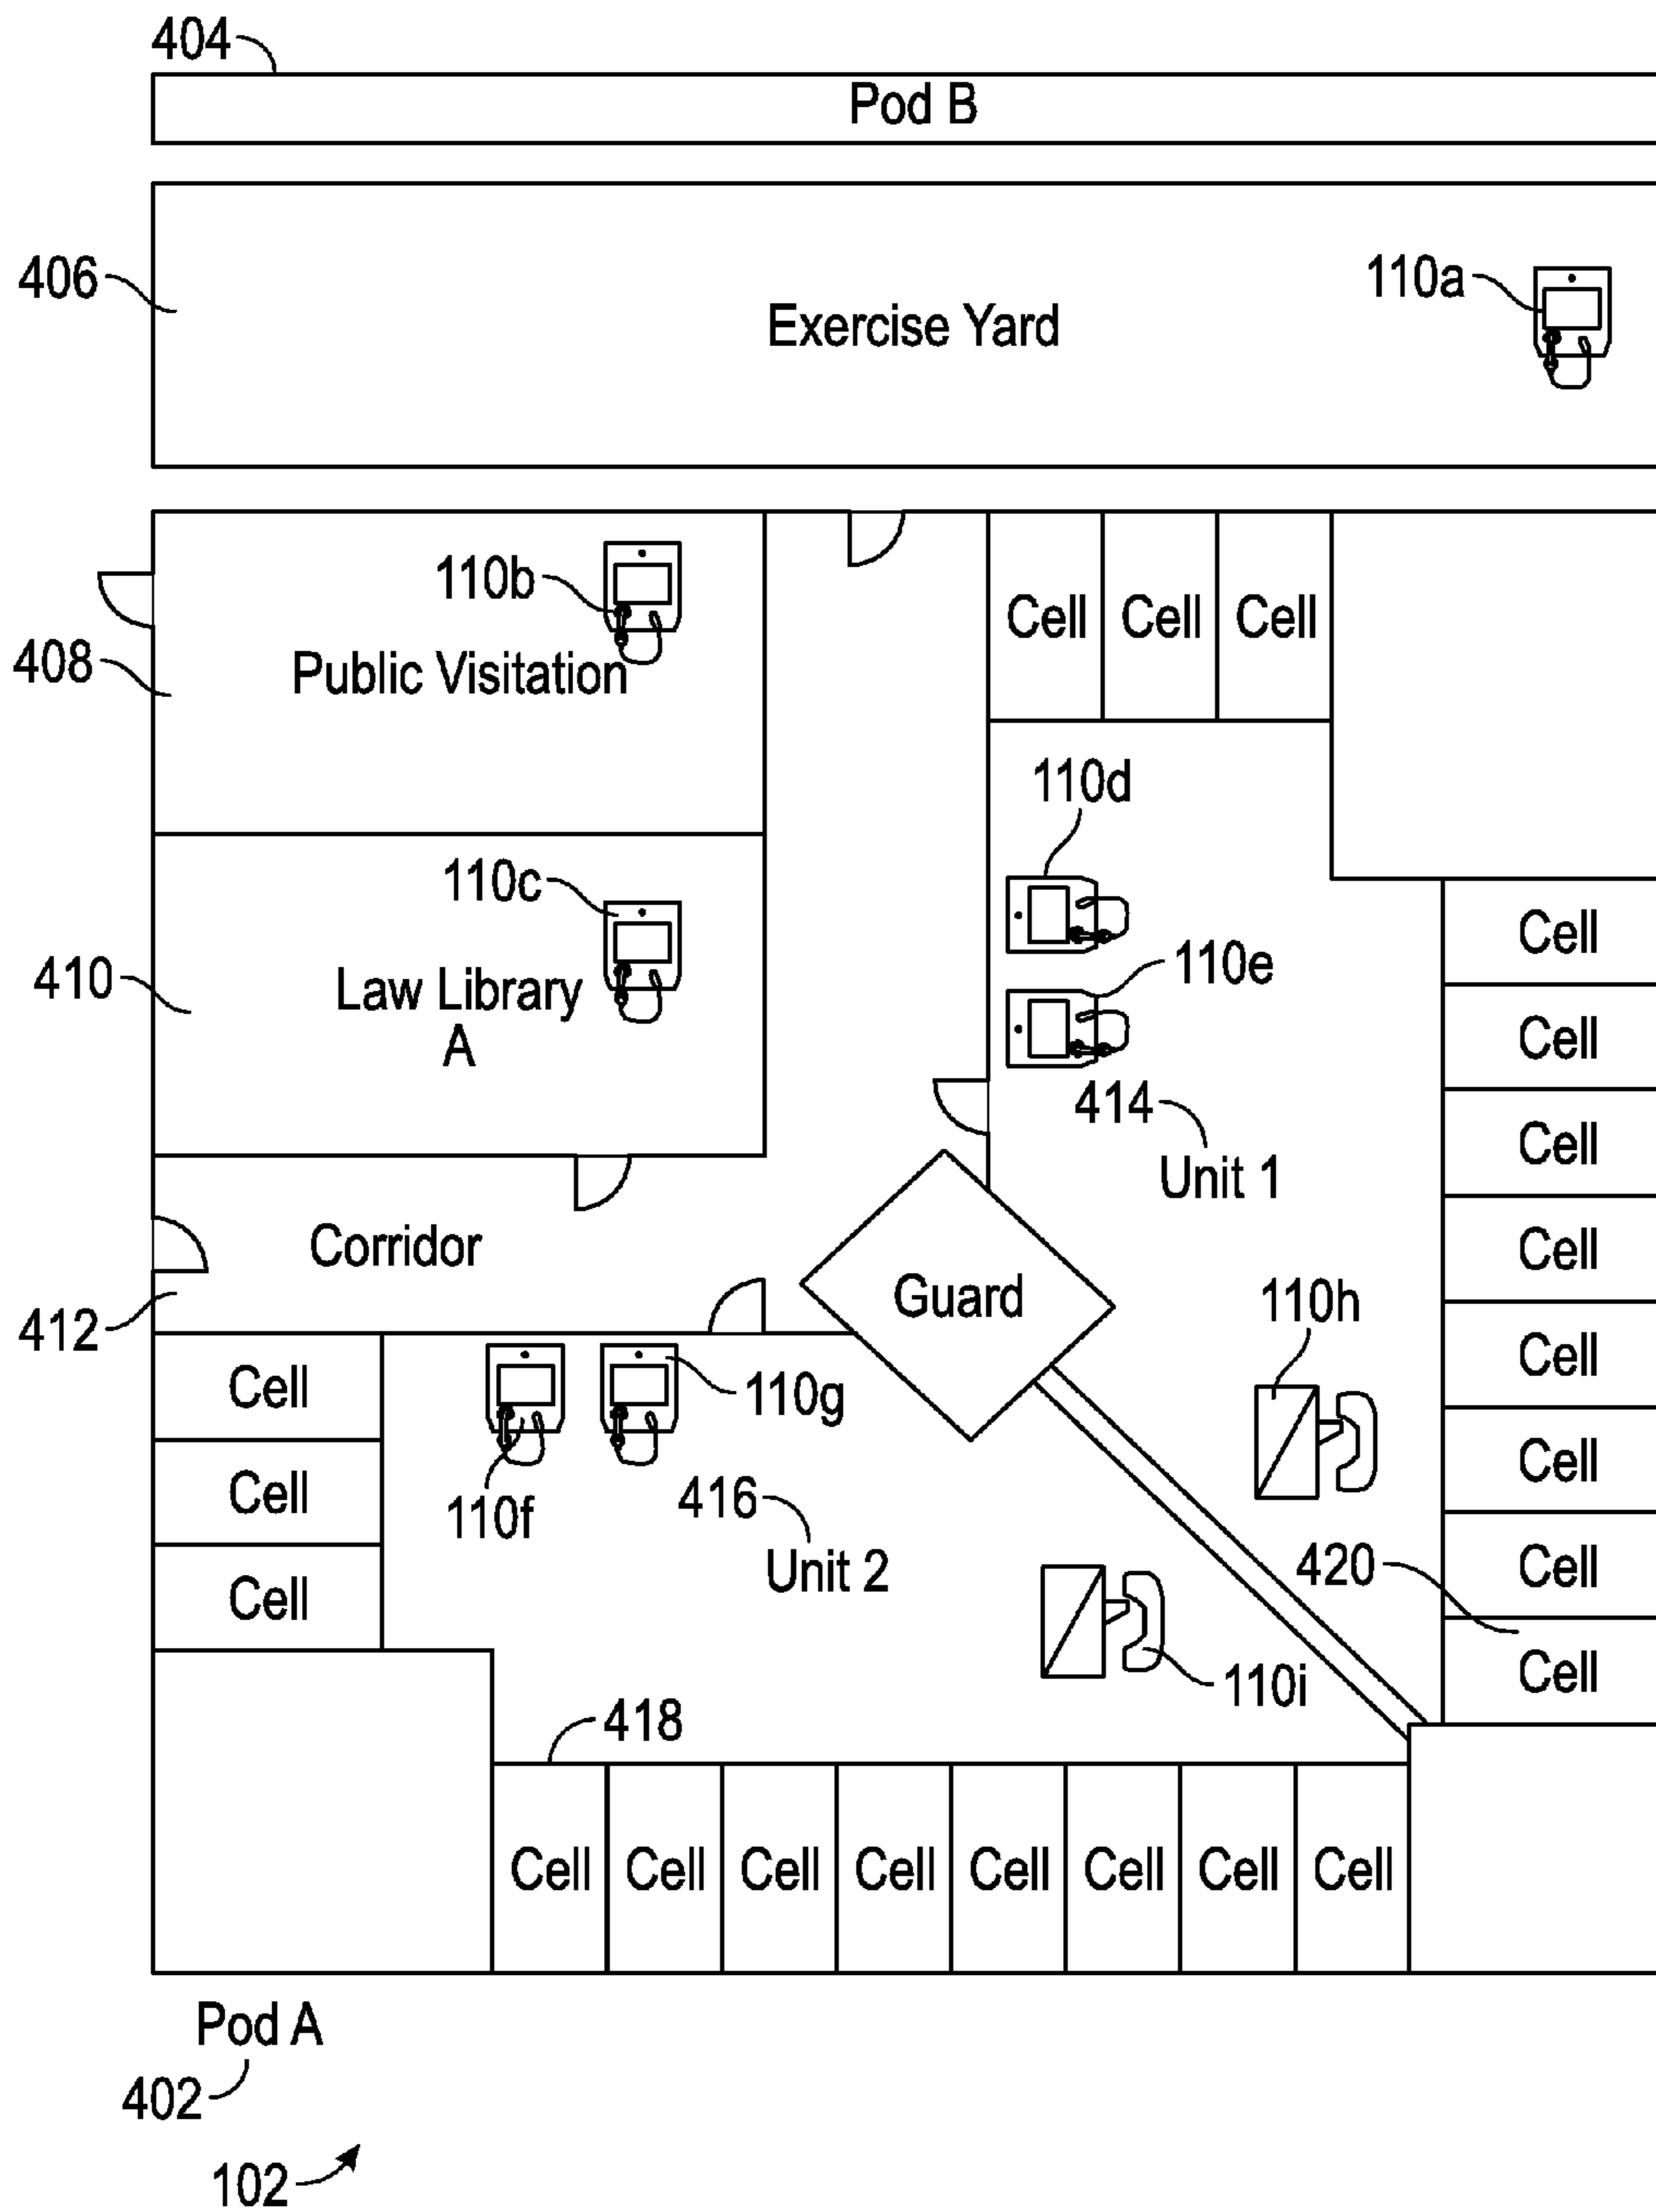 404
Pod B
406
110a
Exercise Yard
110b
Cell Cell Cell
408
Public Visitation
110d
110c
Cell
410
Law Library
A
110e
Cell
414
Cell
Unit 1
Corridor
Cell
Guard
110h
412
Cell
Cell
110g
Cell
Cell
416
110f
Unit 2
420
Cell
Cell
110i
Cell
418
Cell Cell Cell Cell Cell Cell Cell Cell
Pod A
402
102